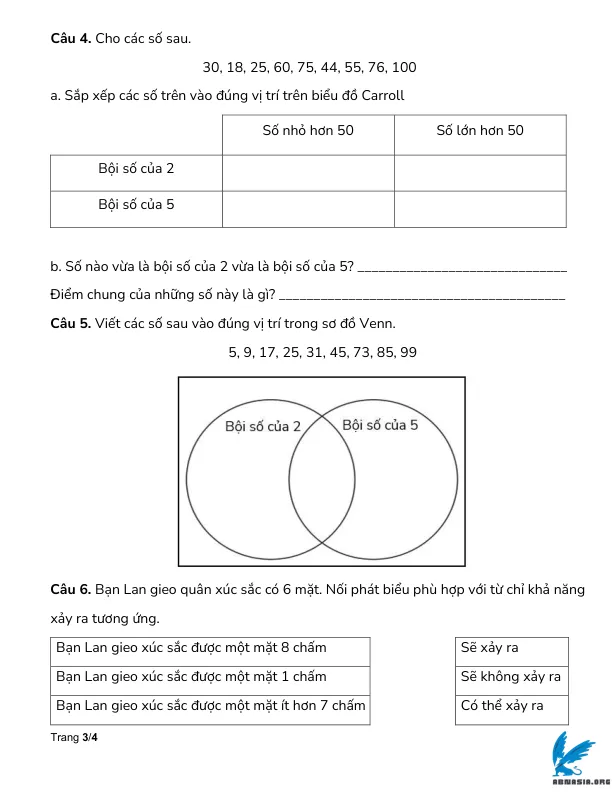 Câu 4. Cho các số sau.
30, 18, 25, 60, 75, 44, 55, 76, 100
a. Sắp xếp các số trên vào đúng vị trí trên biểu đồ Carroll
Số nhỏ hơn 50
Số lớn hơn 50
Bội số của 2
Bội số của 5
b. Số nào vừa là bội số của 2 vừa là bội số của 5? ______________________________
Điểm chung của những số này là gì? _________________________________________
Câu 5. Viết các số sau vào đúng vị trí trong sơ đồ Venn.
5, 9, 17, 25, 31, 45, 73, 85, 99
Bội số của 2
Bội số của 5
Câu 6. Bạn Lan gieo quân xúc sắc có 6 mặt. Nối phát biểu phù hợp với từ chỉ khả năng
xảy ra tương ứng.
Bạn Lan gieo xúc sắc được một mặt 8 chấm
Sẽ xảy ra
Bạn Lan gieo xúc sắc được một mặt 1 chấm
Sẽ không xảy ra
Bạn Lan gieo xúc sắc được một mặt ít hơn 7 chấm
Có thể xảy ra
Trang 3/4
ABNASIA.ORG